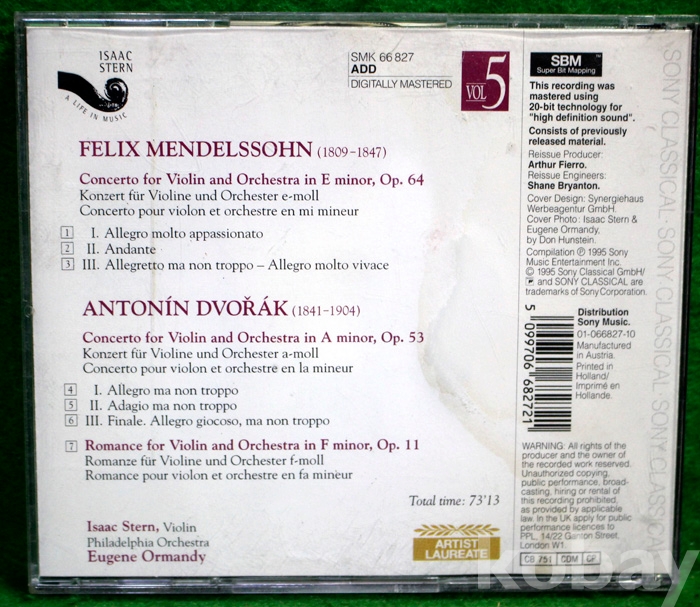 ISAAC
STERN
A LIFE IN MUSIC
SMK 66 827
ADD
DIGITALLY MASTERED
VOL 5
FELIX MENDELSSOHN (1809–1847)
Concerto for Violin and Orchestra in E minor, Op. 64
Konzert für Violine und Orchester e-moll
Concerto pour violon et orchestre en mi mineur
1 I. Allegro molto appassionato
2 II. Andante
3 III. Allegretto ma non troppo – Allegro molto vivace
ANTONÍN DVOŘÁK (1841–1904)
Concerto for Violin and Orchestra in A minor, Op. 53
Konzert für Violine und Orchester a-moll
Concerto pour violon et orchestre en la mineur
4 I. Allegro ma non troppo
5 II. Adagio ma non troppo
6 III. Finale. Allegro giocoso, ma non troppo
7 Romance for Violin and Orchestra in F minor, Op. 11
Romanze für Violine und Orchester f-moll
Romance pour violon et orchestre en fa mineur
Total time: 73'13
Isaac Stern, Violin
Philadelphia Orchestra
Eugene Ormandy
ARTIST
LAUREATE
SBM™
Super Bit Mapping
This recording was
mastered using
20-bit technology for
"high definition sound".
Consists of previously
released material.
Reissue Producer:
Arthur Fierro.
Reissue Engineers:
Shane Bryanton.
Cover Design: Synergiehaus
Werbeagentur GmbH.
Cover Photo: Isaac Stern &
Eugene Ormandy,
by Don Hunstein.
Compilation ℗ 1995 Sony
Music Entertainment Inc.
© 1995 Sony Classical GmbH/
and SONY CLASSICAL are
trademarks of Sony Corporation.
5 099706 682721
Distribution
Sony Music.
01-066827-10
Manufactured
in Austria.
Printed in
Holland/
Imprimé en
Hollande.
WARNING: All rights of the
producer and the owner of
the recorded work reserved.
Unauthorized copying,
public performance, broad-
casting, hiring or rental of
this recording prohibited,
as provided by applicable
law. In the UK apply for public
performance licences to
PPL, 14/22 Ganton Street,
London W1.
CB 751 CDM CP
SONY CLASSICAL · SONY CLASSICAL · SONY CLASSICAL · SONY CLASSIC
kobay